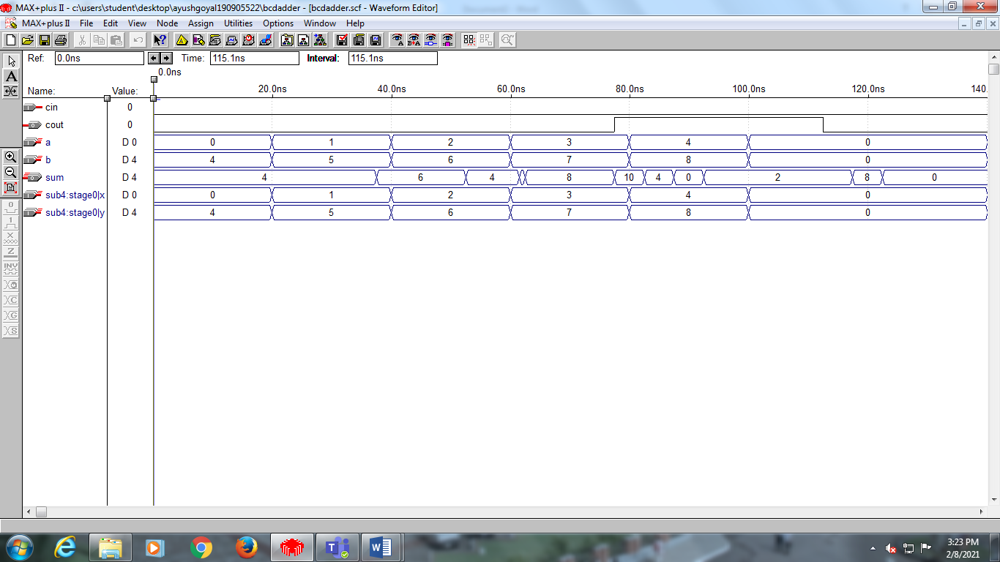 MAX+plus II - c:\users\student\desktop\ayushgoyal190905522\bcdadder - [bcdadder.scf - Waveform Editor]
MAX+plus II File Edit View Node Assign Utilities Options Window Help
Ref: 0.0ns Time: 115.1ns Interval: 115.1ns
0.0ns
Name: Value: 20.0ns 40.0ns 60.0ns 80.0ns 100.0ns 120.0ns 140.
cin 0
cout 0
a D 0 0 1 2 3 4 0
b D 4 4 5 6 7 8 0
sum D 4 4 6 4 8 10 4 0 2 8 0
sub4:stage0|x D 0 0 1 2 3 4 0
sub4:stage0|y D 4 4 5 6 7 8 0
3:23 PM
2/8/2021